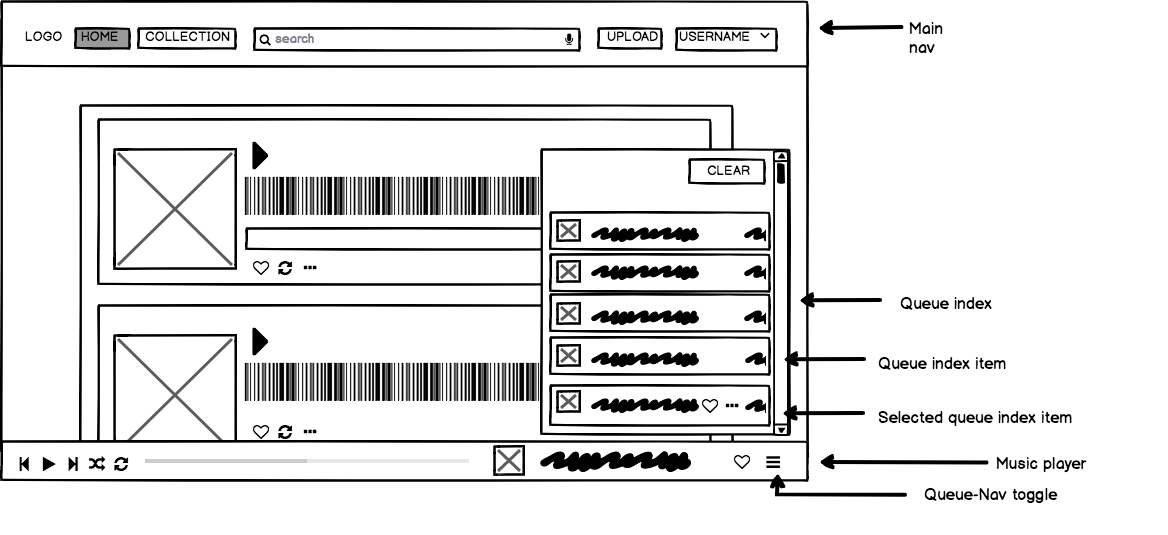 LOGO HOME COLLECTION search UPLOAD USERNAME
Main
nav
CLEAR
Queue index
Queue index item
Selected queue index item
Music player
Queue-Nav toggle